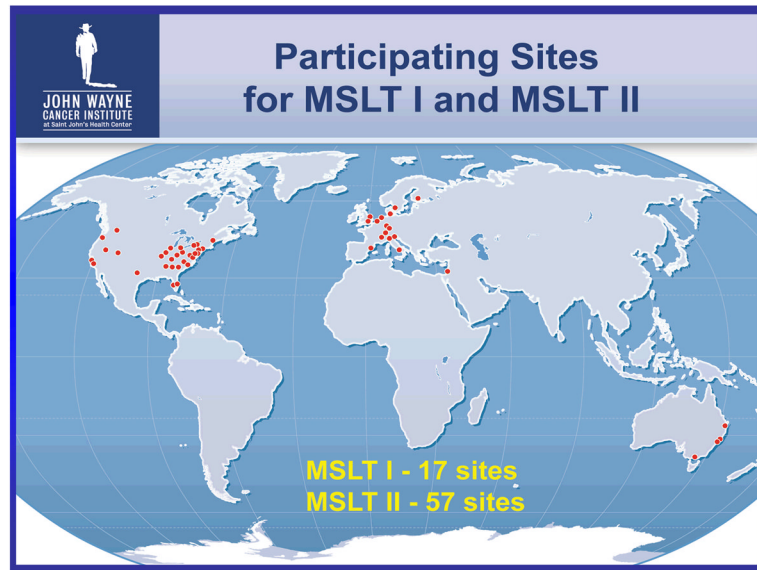 JOHN WAYNE
CANCER INSTITUTE
at Saint John's Health Center
Participating Sites
for MSLT I and MSLT II
MSLT I - 17 sites
MSLT II - 57 sites